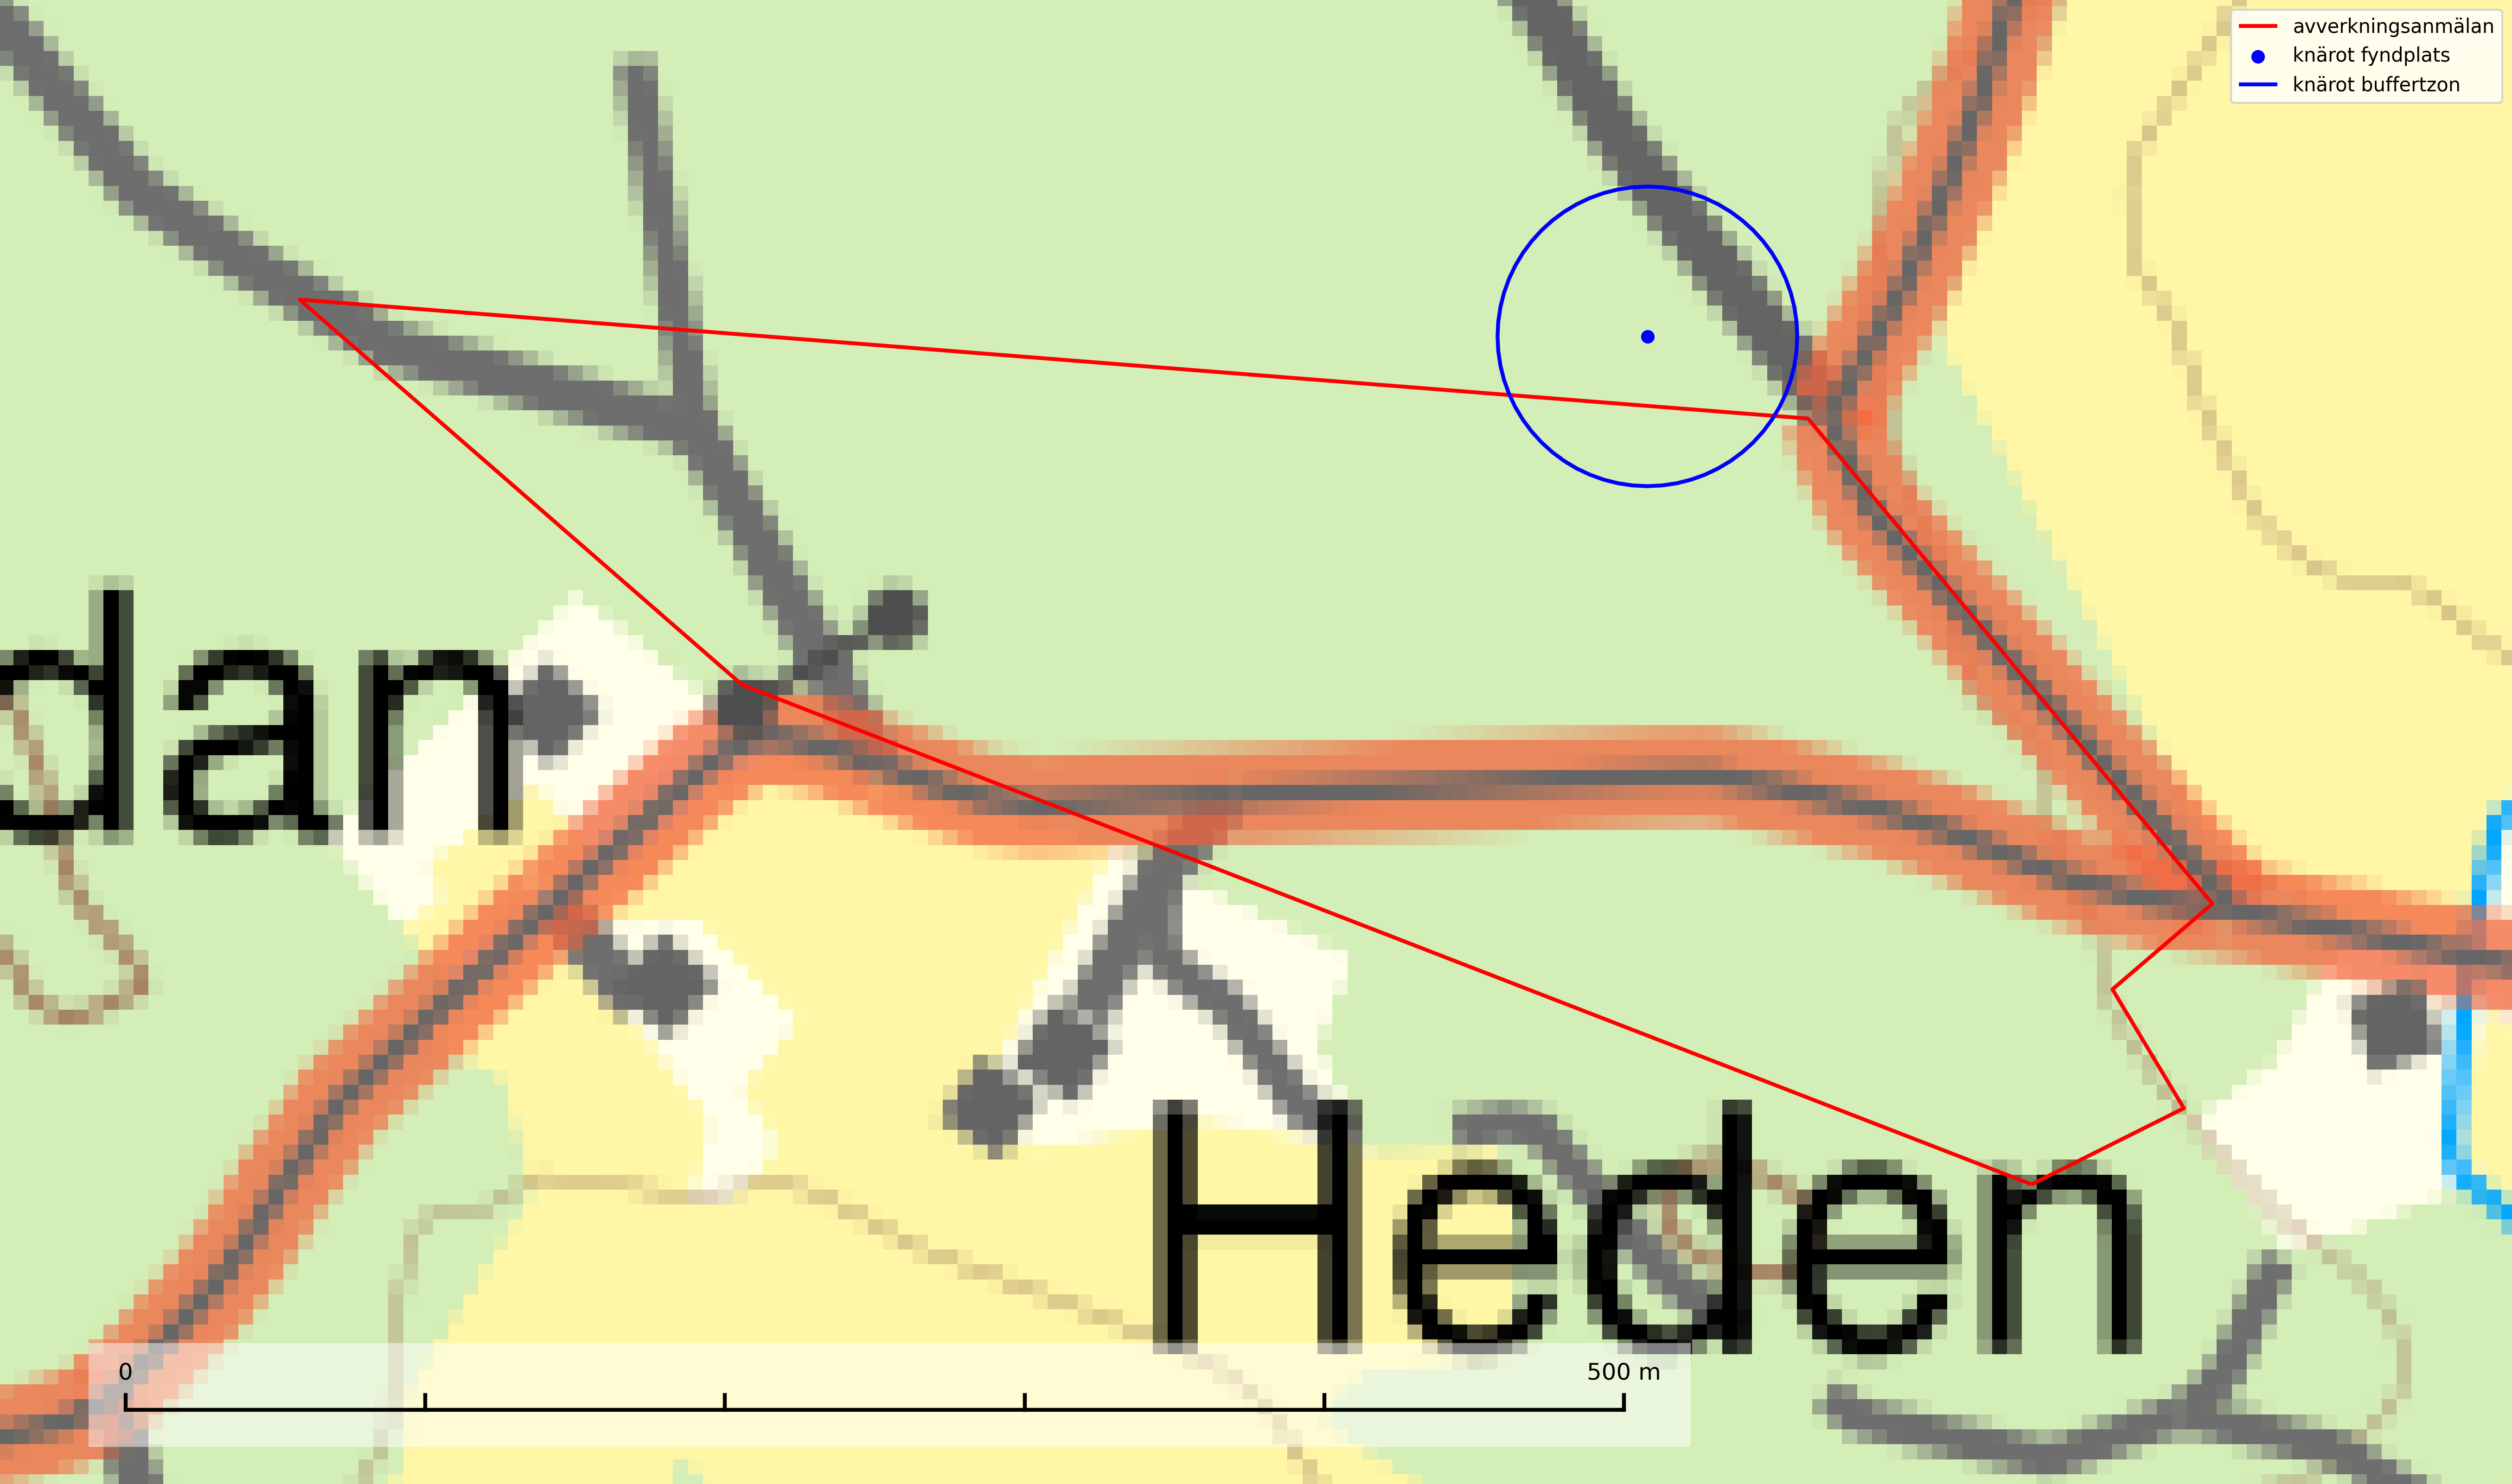 avverkningsanmälan
knärot fyndplats
knärot buffertzon
dan
Heden
0 500 m